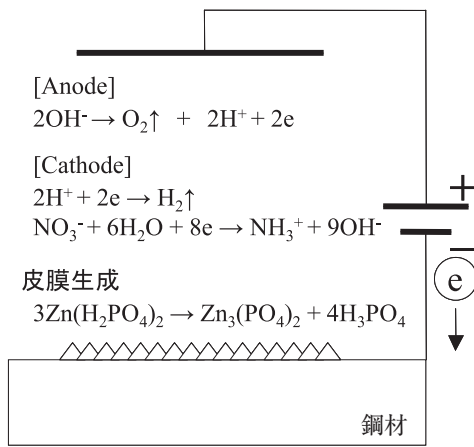 [Anode]
2OH⁻→ O₂↑ + 2H⁺ + 2e
[Cathode]
2H⁺ + 2e → H₂↑
NO₃⁻ + 6H₂O + 8e → NH₃⁺ + 9OH⁻
+
−
e
皮膜生成
3Zn(H₂PO₄)₂ → Zn₃(PO₄)₂ + 4H₃PO₄
鋼材